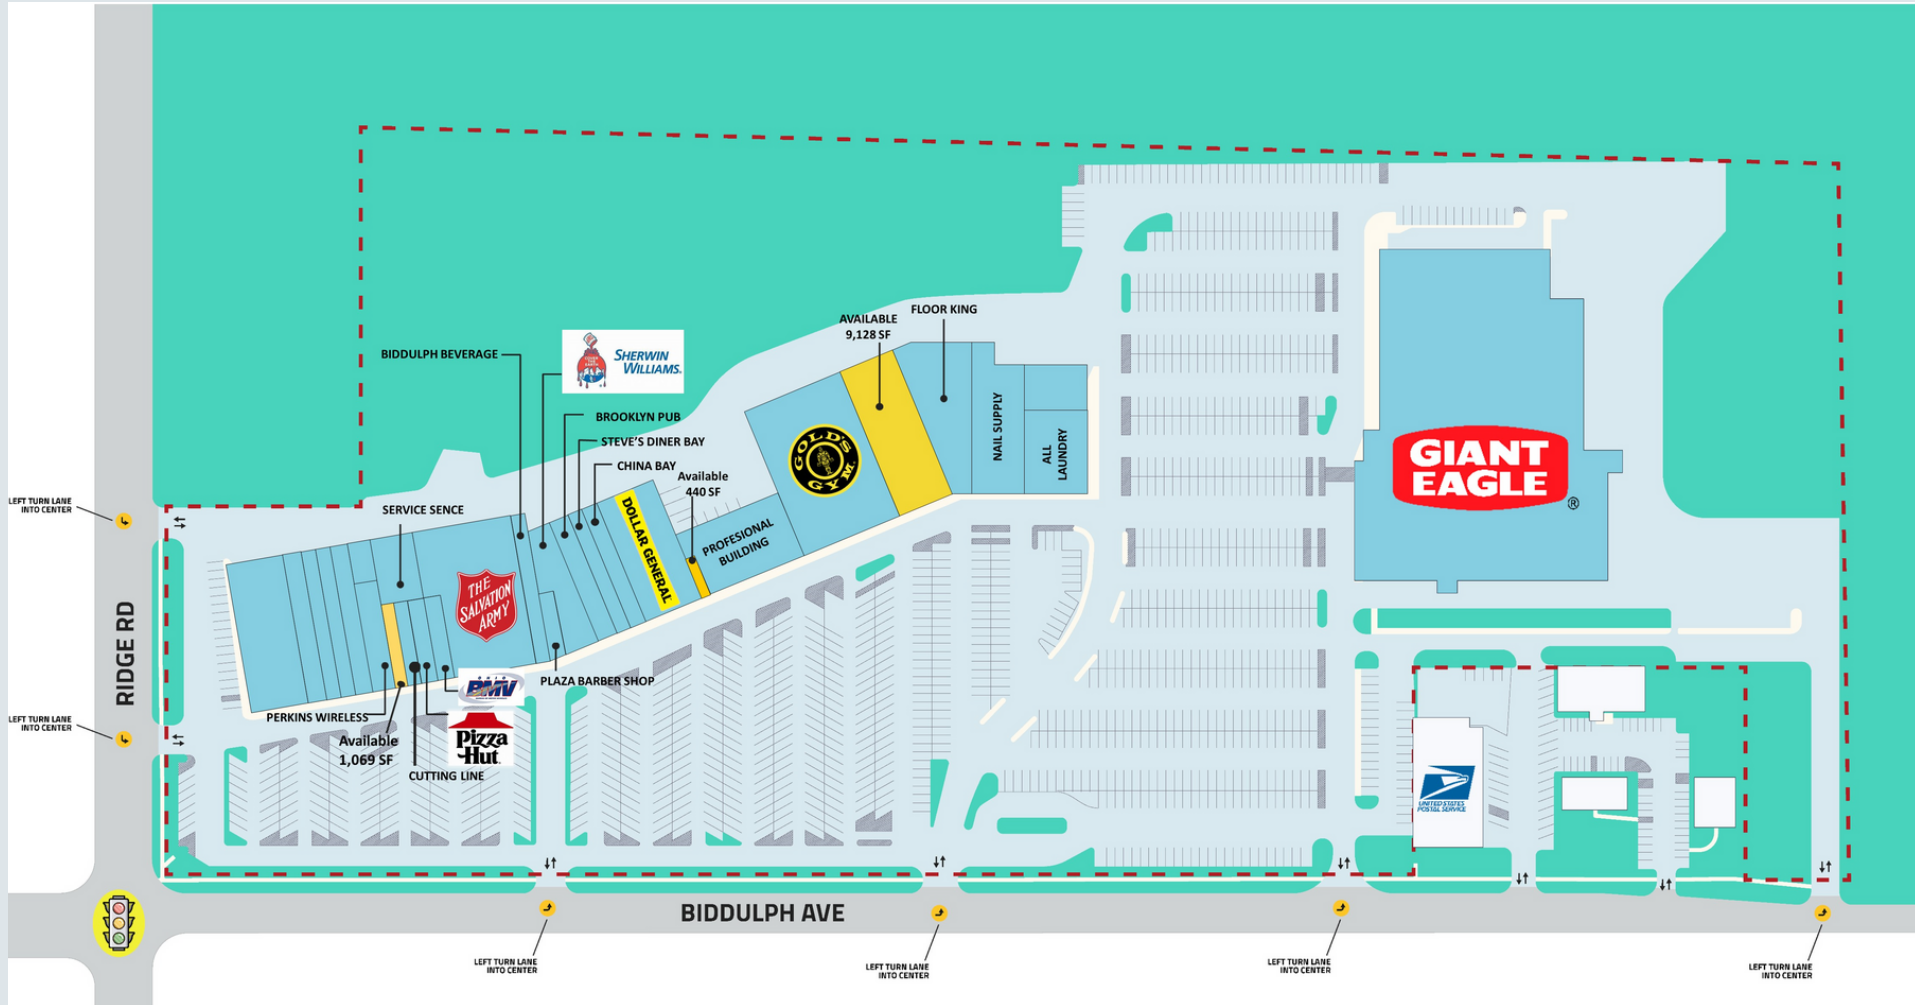 AVAILABLE
9,128 SF
FLOOR KING
BIDDULPH BEVERAGE
SHERWIN
WILLIAMS.
BROOKLYN PUB
STEVE'S DINER BAY
CHINA BAY
Available
440 SF
GOLD'S
GYM
NAIL SUPPLY
ALL
LAUNDRY
GIANT
EAGLE
®
LEFT TURN LANE
INTO CENTER
SERVICE SENCE
DOLLAR GENERAL
PROFESIONAL
BUILDING
THE
SALVATION
ARMY
RIDGE RD
PLAZA BARBER SHOP
BMV
LEFT TURN LANE
INTO CENTER
PERKINS WIRELESS
Available
1,069 SF
Pizza
Hut
CUTTING LINE
UNITED STATES
POSTAL SERVICE
BIDDULPH AVE
LEFT TURN LANE
INTO CENTER
LEFT TURN LANE
INTO CENTER
LEFT TURN LANE
INTO CENTER
LEFT TURN LANE
INTO CENTER